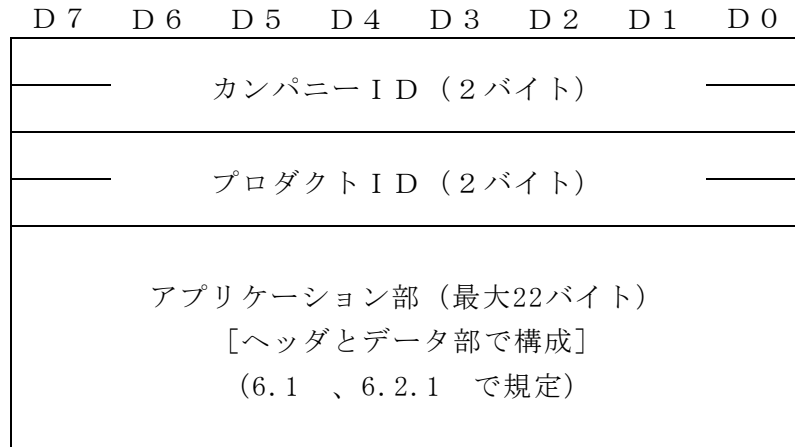 Ｄ７ Ｄ６ Ｄ５ Ｄ４ Ｄ３ Ｄ２ Ｄ１ Ｄ０
カンパニーＩＤ（２バイト）
プロダクトＩＤ（２バイト）
アプリケーション部（最大22バイト）
［ヘッダとデータ部で構成］
（6.1　、6.2.1　で規定）